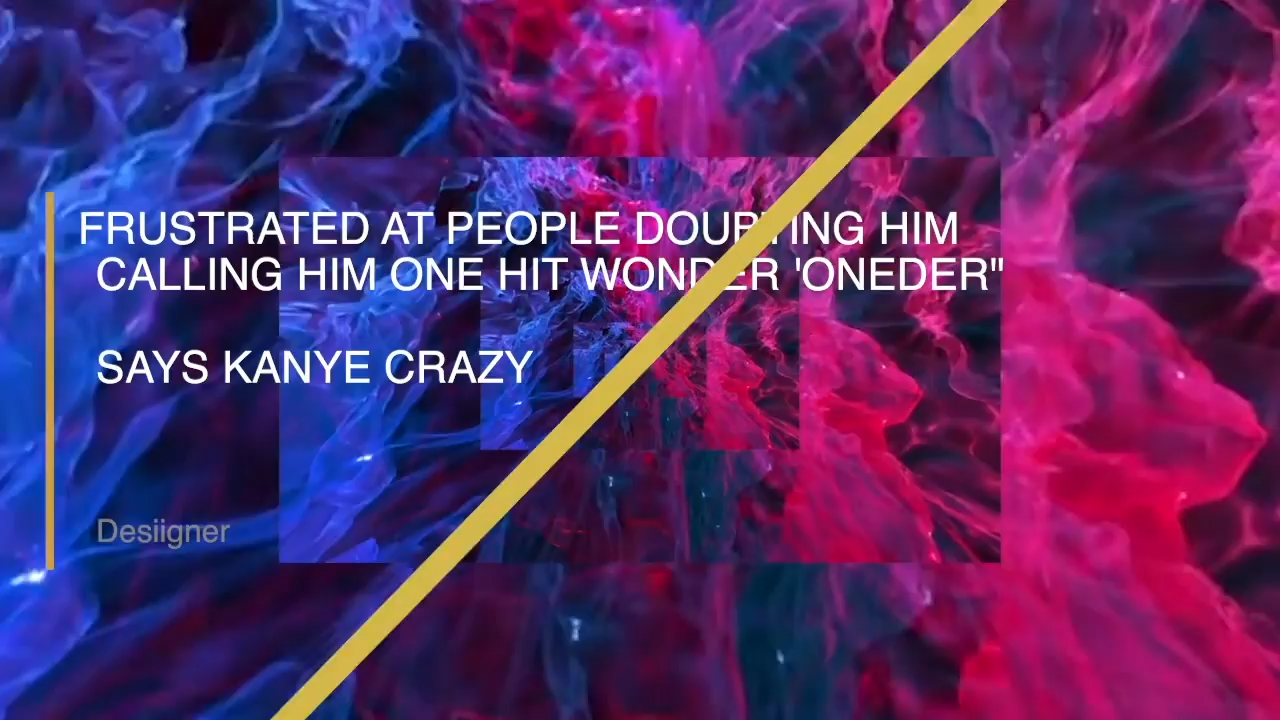 FRUSTRATED AT PEOPLE DOUBTING HIM
CALLING HIM ONE HIT WONDER 'ONEDER"
SAYS KANYE CRAZY
Desiigner